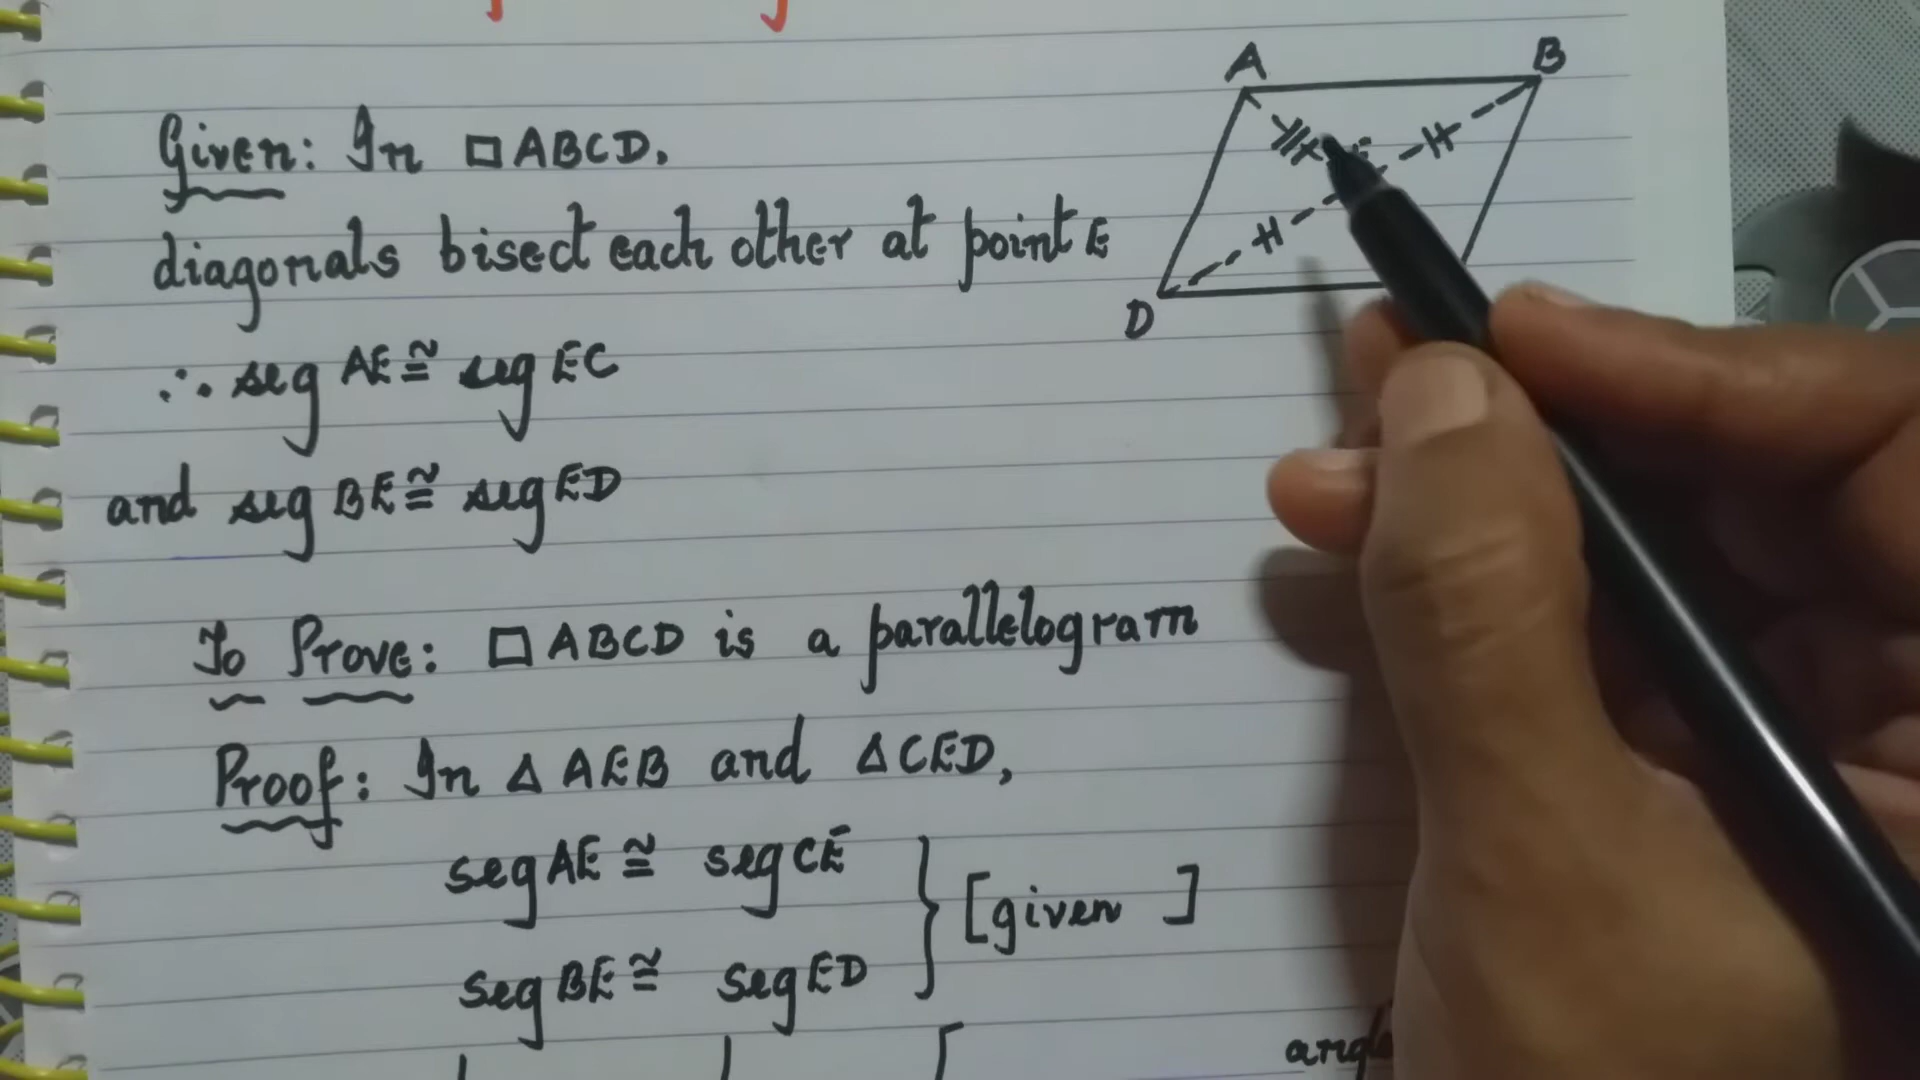 A B
Given: In □ABCD,
diagonals bisect each other at point E
D
∴ seg AE ≅ seg EC
and seg BE ≅ seg ED
To Prove: □ABCD is a parallelogram
Proof: In △AEB and △CED,
seg AE ≅ seg CE
[given ]
seg BE ≅ seg ED